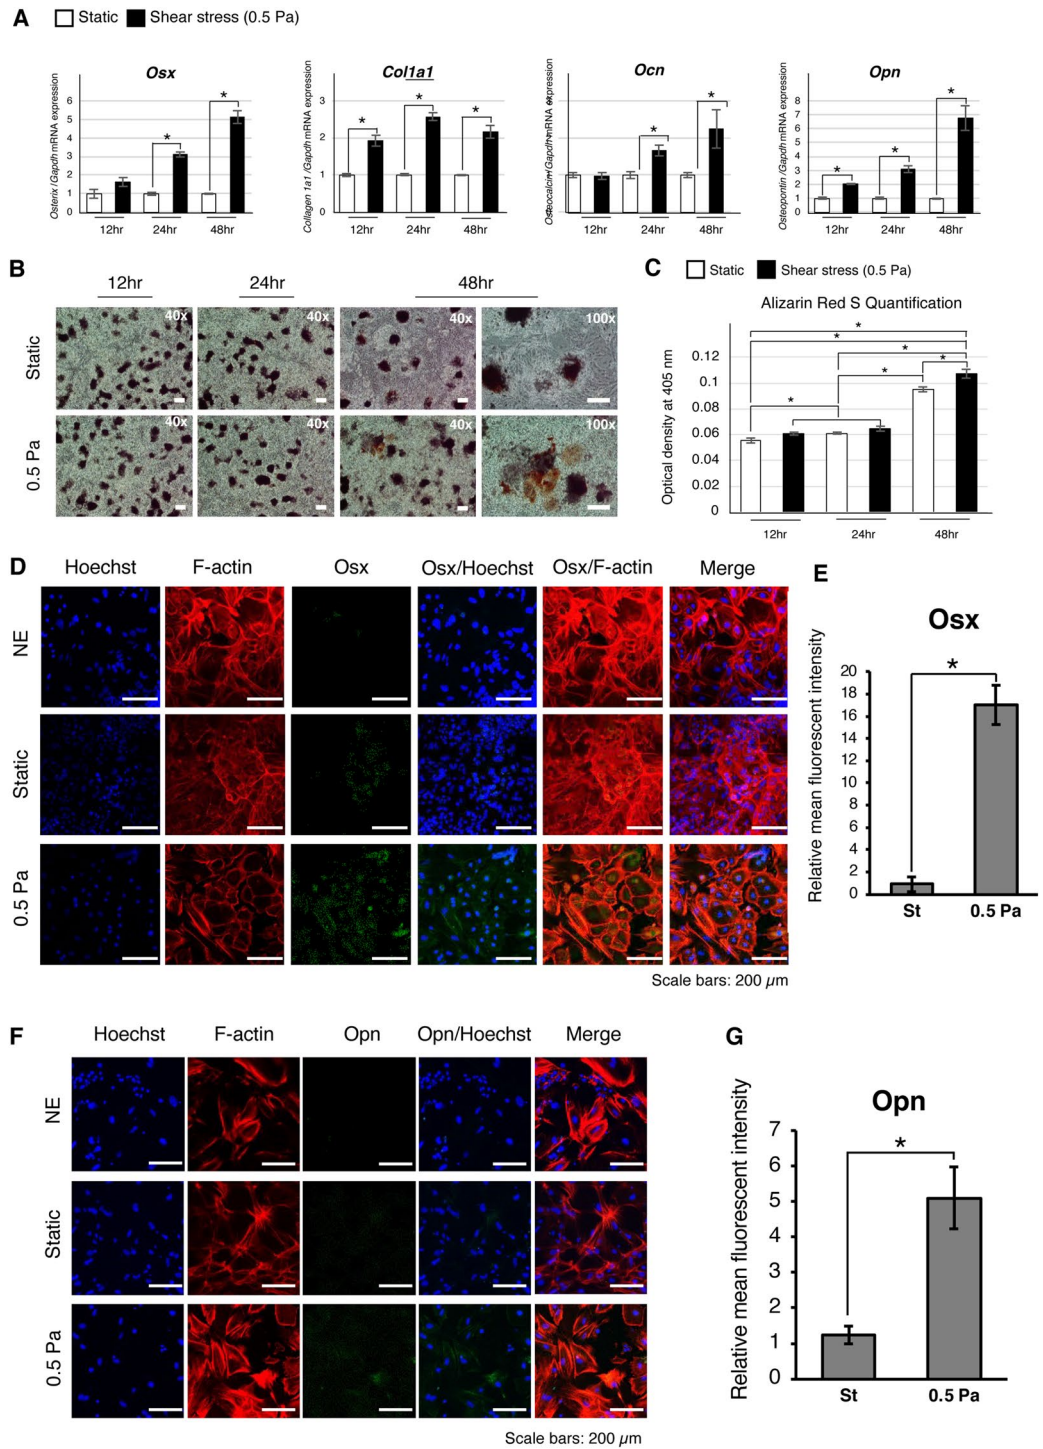 A
Static Shear stress (0.5 Pa)
Osx
Osterix /Gapdh mRNA expression
6
5
4
3
2
1
0
*
*
12hr 24hr 48hr
Col1a1
Collagen 1a1 /Gapdh mRNA expression
3
2
1
0
*
*
*
12hr 24hr 48hr
Ocn
Osteocalcin/Gapdh mRNA expression
1
*
*
12hr 24hr 48hr
Opn
Osteopontin /Gapdh mRNA expression
8
7
6
5
4
3
2
1
0
*
*
*
12hr 24hr 48hr
B
12hr 24hr 48hr
Static
40x 40x 40x 100x
0.5 Pa
40x 40x 40x 100x
C
Static Shear stress (0.5 Pa)
Alizarin Red S Quantification
Optical density at 405 nm
0.12
0.1
0.08
0.06
0.04
0.02
0
*
*
*
*
*
*
12hr 24hr 48hr
D
Hoechst F-actin Osx Osx/Hoechst Osx/F-actin Merge
NE
Static
0.5 Pa
Scale bars: 200 µm
E
Osx
Relative mean fluorescent intensity
20
18
16
14
12
10
8
6
4
2
0
*
St 0.5 Pa
F
Hoechst F-actin Opn Opn/Hoechst Merge
NE
Static
0.5 Pa
Scale bars: 200 µm
G
Opn
Relative mean fluorescent intensity
7
6
5
4
3
2
1
0
*
St 0.5 Pa